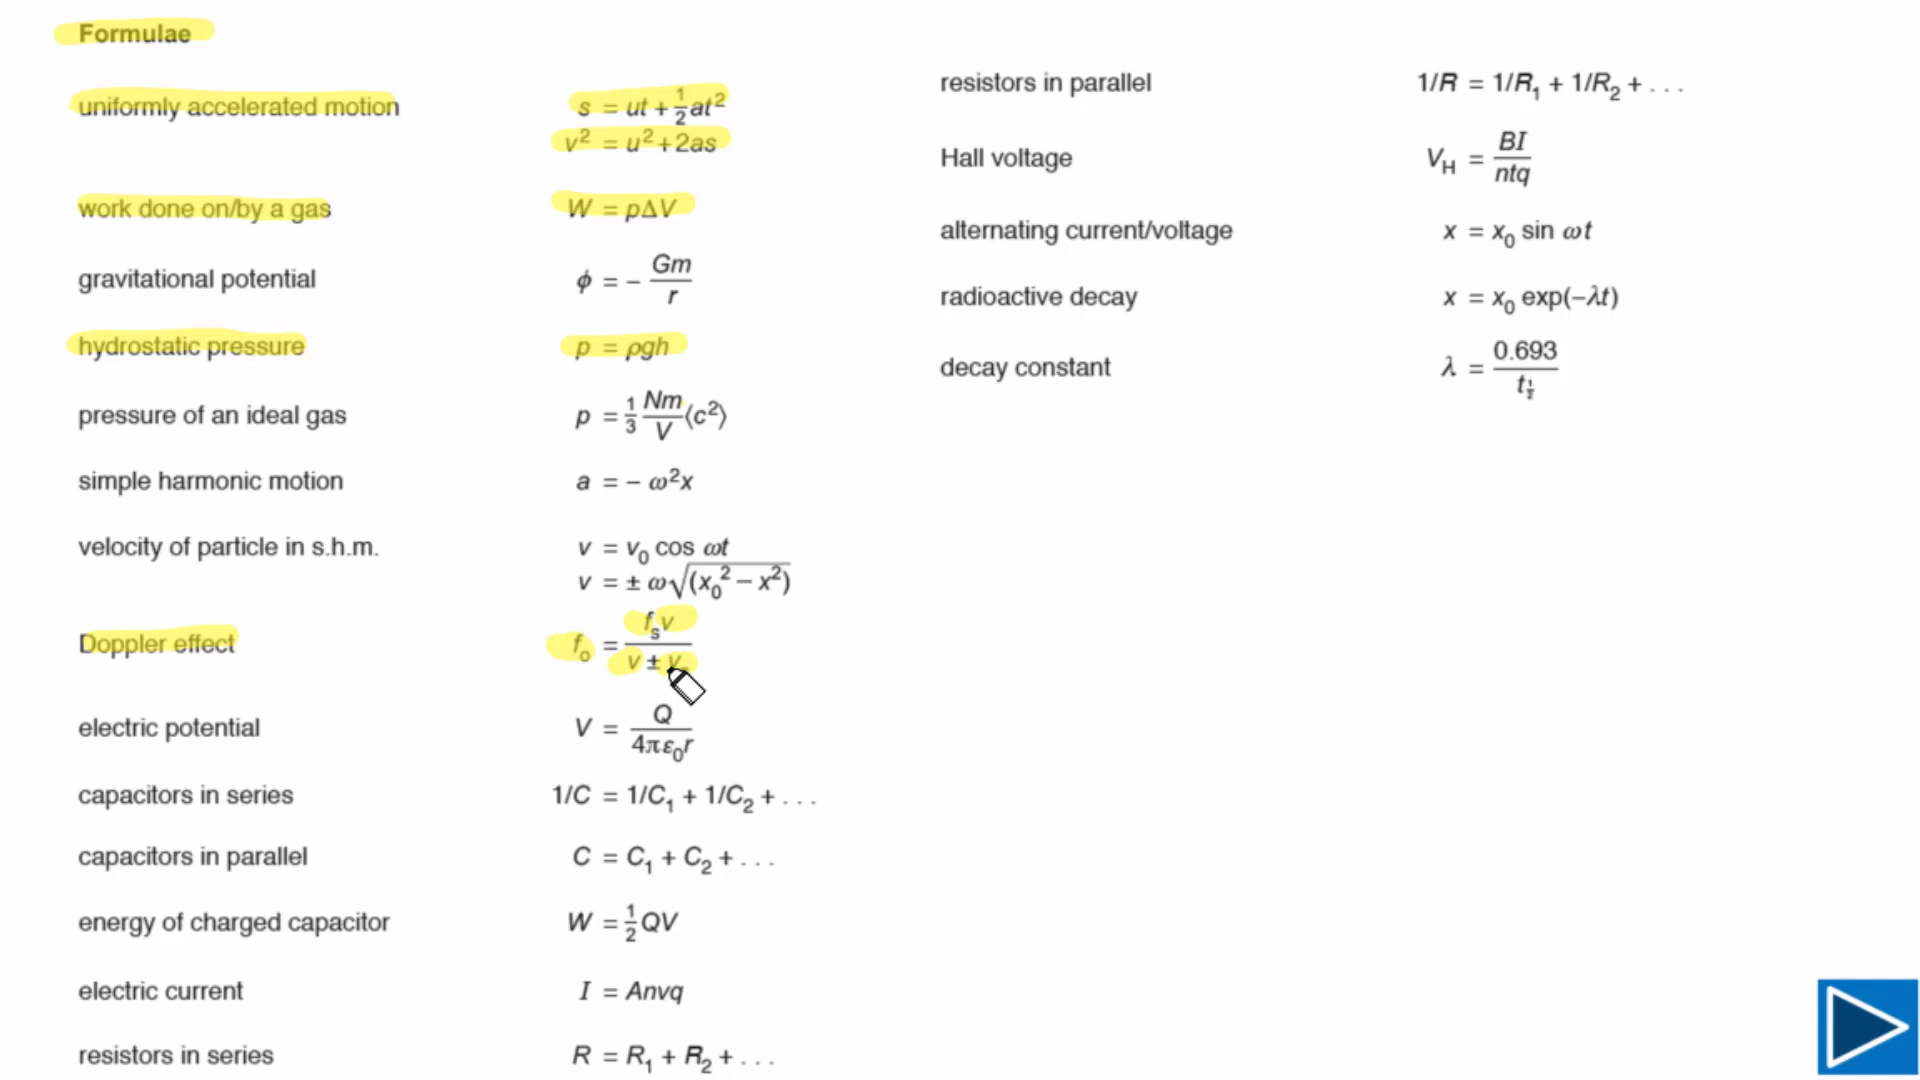 Formulae
uniformly accelerated motion s = ut + ½at²
v² = u² + 2as
work done on/by a gas W = pΔV
gravitational potential ϕ = − Gm/r
hydrostatic pressure p = ρgh
pressure of an ideal gas p = ⅓ Nm/V ⟨c²⟩
simple harmonic motion a = − ω²x
velocity of particle in s.h.m. v = v₀ cos ωt
v = ± ω√(x₀² − x²)
Doppler effect fₒ = fₛv / v ± v
electric potential V = Q/4πε₀r
capacitors in series 1/C = 1/C₁ + 1/C₂ + . . .
capacitors in parallel C = C₁ + C₂ + . . .
energy of charged capacitor W = ½QV
electric current I = Anvq
resistors in series R = R₁ + R₂ + . . .
resistors in parallel 1/R = 1/R₁ + 1/R₂ + . . .
Hall voltage V_H = BI/ntq
alternating current/voltage x = x₀ sin ωt
radioactive decay x = x₀ exp(−λt)
decay constant λ = 0.693/t_½